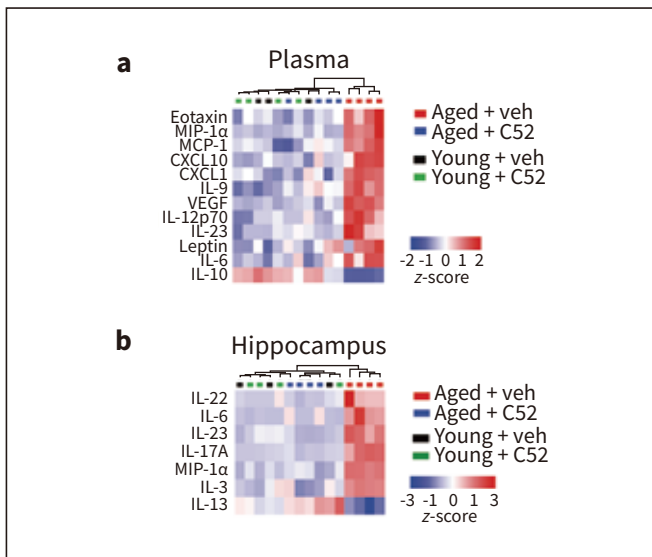 a
Plasma
Eotaxin
MIP-1α
MCP-1
CXCL10
CXCL1
IL-9
VEGF
IL-12p70
IL-23
Leptin
IL-6
IL-10
Aged + veh
Aged + C52
Young + veh
Young + C52
-2 -1 0 1 2
z-score
b
Hippocampus
IL-22
IL-6
IL-23
IL-17A
MIP-1α
IL-3
IL-13
Aged + veh
Aged + C52
Young + veh
Young + C52
-3 -1 0 1 3
z-score